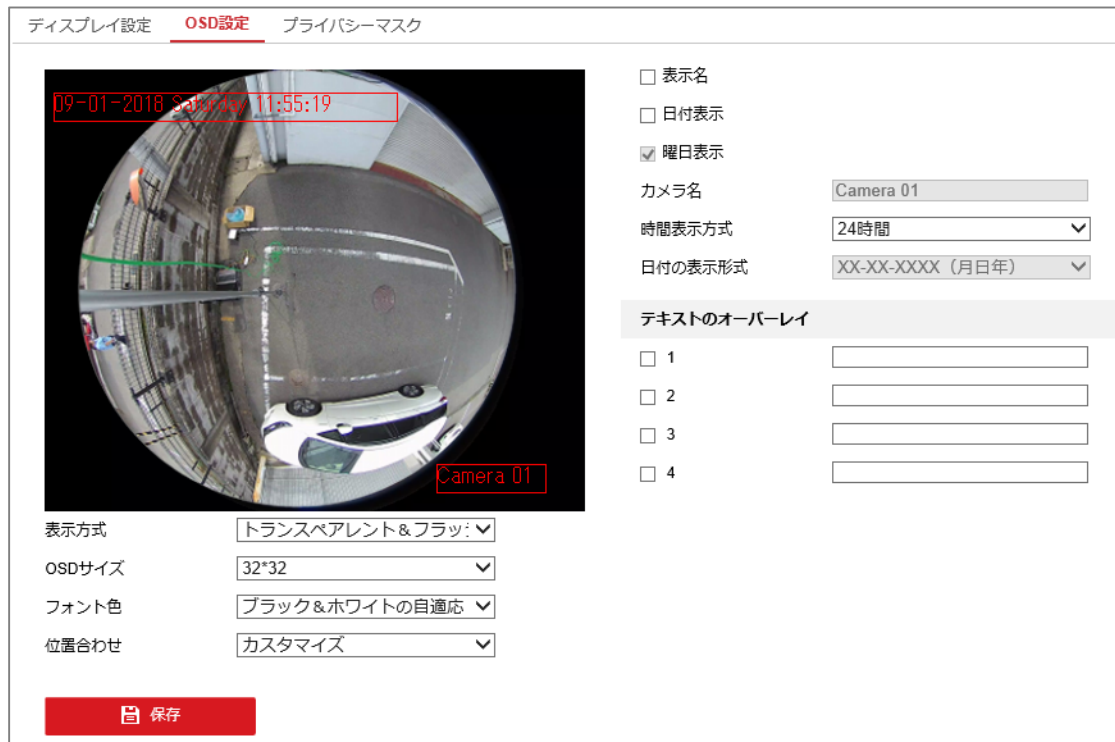 ディスプレイ設定 OSD設定 プライバシーマスク
09-01-2018 Saturday 11:55:19
Camera 01
表示方式 トランスペアレント&フラッ
OSDサイズ 32*32
フォント色 ブラック&ホワイトの自適応
位置合わせ カスタマイズ
保存
表示名
日付表示
曜日表示
カメラ名 Camera 01
時間表示方式 24時間
日付の表示形式 XX-XX-XXXX(月日年)
テキストのオーバーレイ
1
2
3
4